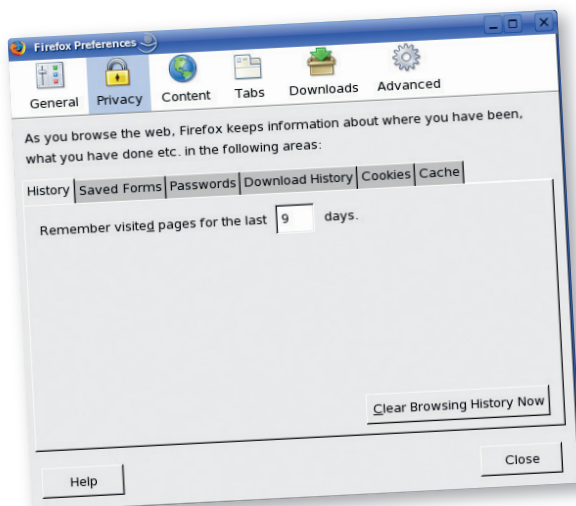 Firefox Preferences
General Privacy Content Tabs Downloads Advanced
As you browse the web, Firefox keeps information about where you have been,
what you have done etc. in the following areas:
History Saved Forms Passwords Download History Cookies Cache
Remember visited pages for the last 9 days.
Clear Browsing History Now
Help Close